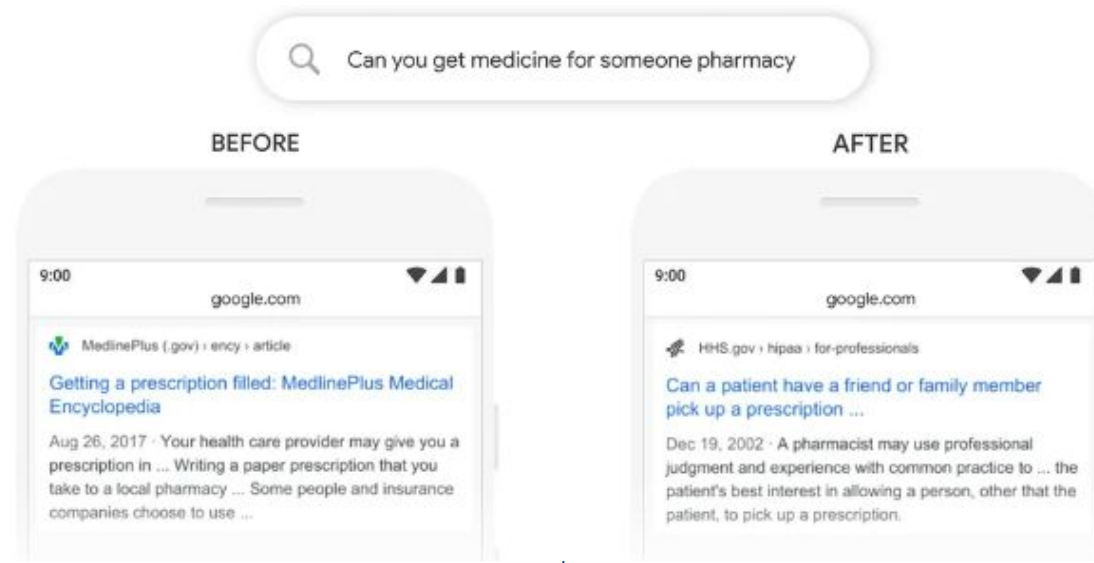 Can you get medicine for someone pharmacy
BEFORE
9:00
google.com
MedlinePlus (.gov) › ency › article
Getting a prescription filled: MedlinePlus Medical
Encyclopedia
Aug 26, 2017 · Your health care provider may give you a
prescription in ... Writing a paper prescription that you
take to a local pharmacy ... Some people and insurance
companies choose to use ...
AFTER
9:00
google.com
HHS.gov › hipaa › for-professionals
Can a patient have a friend or family member
pick up a prescription ...
Dec 19, 2002 · A pharmacist may use professional
judgment and experience with common practice to ... the
patient's best interest in allowing a person, other that the
patient, to pick up a prescription.